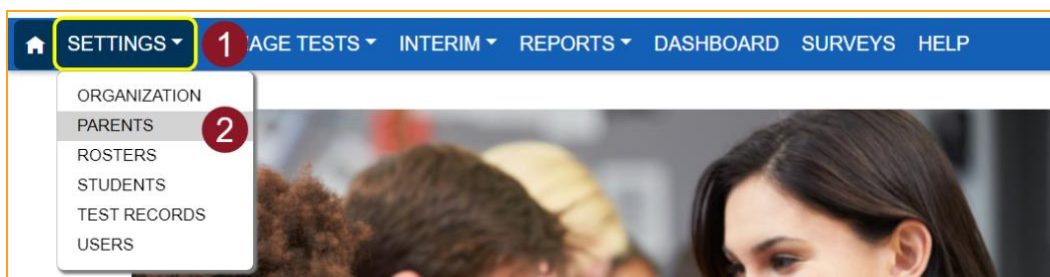 SETTINGS 1 AGE TESTS INTERIM REPORTS DASHBOARD SURVEYS HELP
ORGANIZATION
PARENTS 2
ROSTERS
STUDENTS
TEST RECORDS
USERS